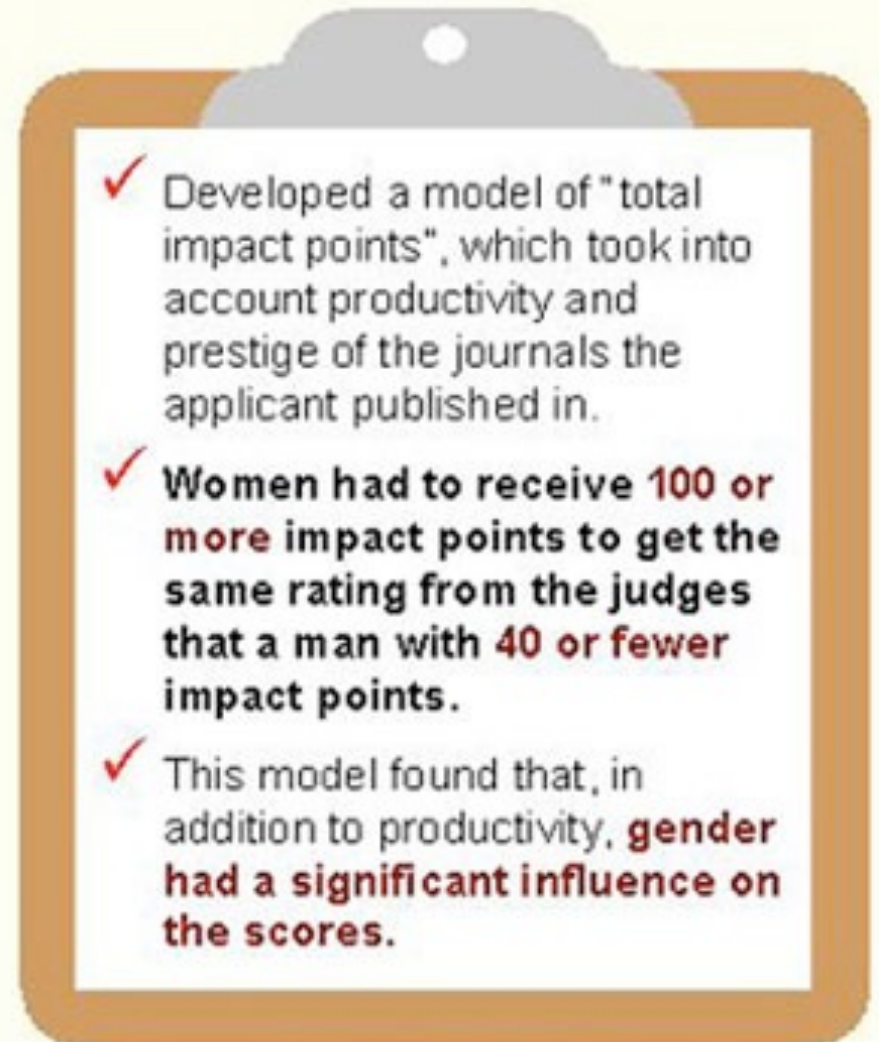 Developed a model of "total
impact points", which took into
account productivity and
prestige of the journals the
applicant published in.
Women had to receive 100 or
more impact points to get the
same rating from the judges
that a man with 40 or fewer
impact points.
This model found that, in
addition to productivity, gender
had a significant influence on
the scores.